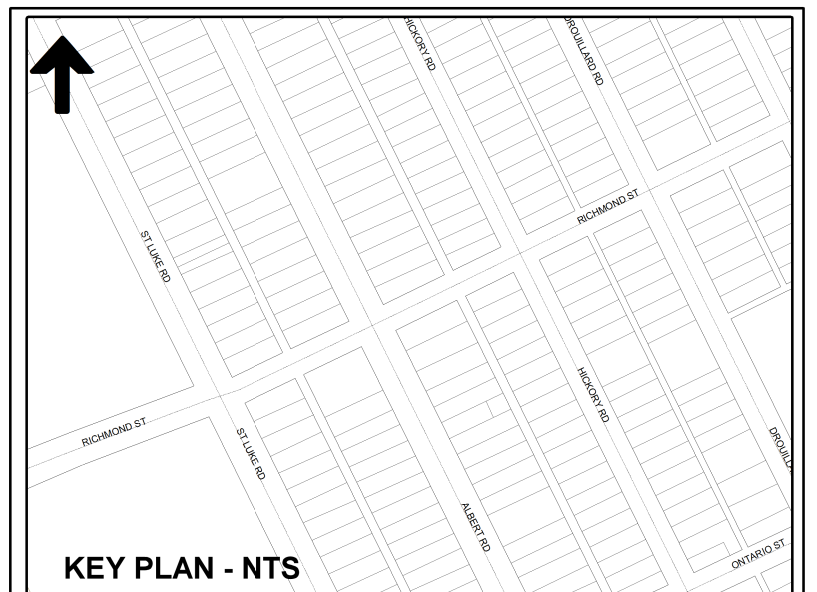 HICKORY RD
DROUILLARD RD
RICHMOND ST
ST LUKE RD
HICKORY RD
RICHMOND ST
ST LUKE RD
DROUILLA
ALBERT RD
ONTARIO ST
KEY PLAN - NTS